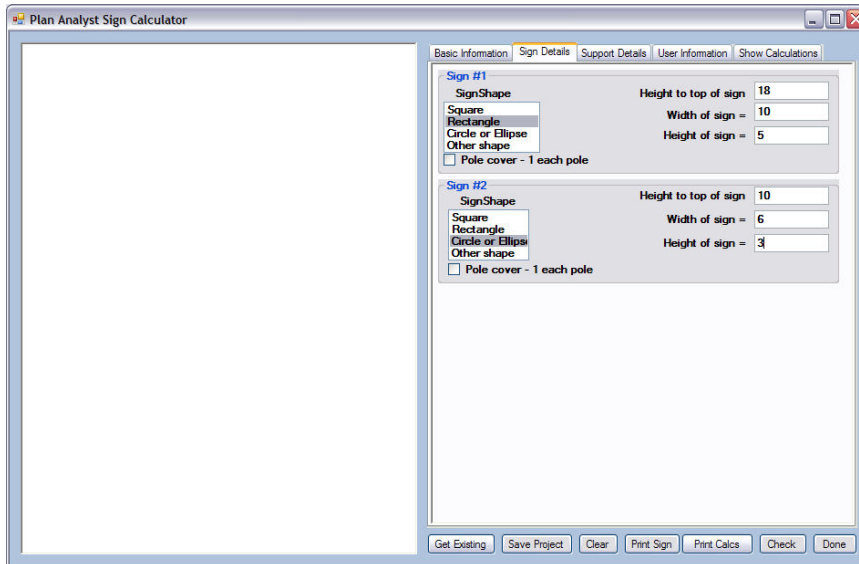 Plan Analyst Sign Calculator
Basic Information Sign Details Support Details User Information Show Calculations
Sign #1
SignShape
Square
Rectangle
Circle or Ellipse
Other shape
Pole cover - 1 each pole
Height to top of sign 18
Width of sign = 10
Height of sign = 5
Sign #2
SignShape
Square
Rectangle
Circle or Ellips
Other shape
Pole cover - 1 each pole
Height to top of sign 10
Width of sign = 6
Height of sign = 3
Get Existing Save Project Clear Print Sign Print Calcs Check Done